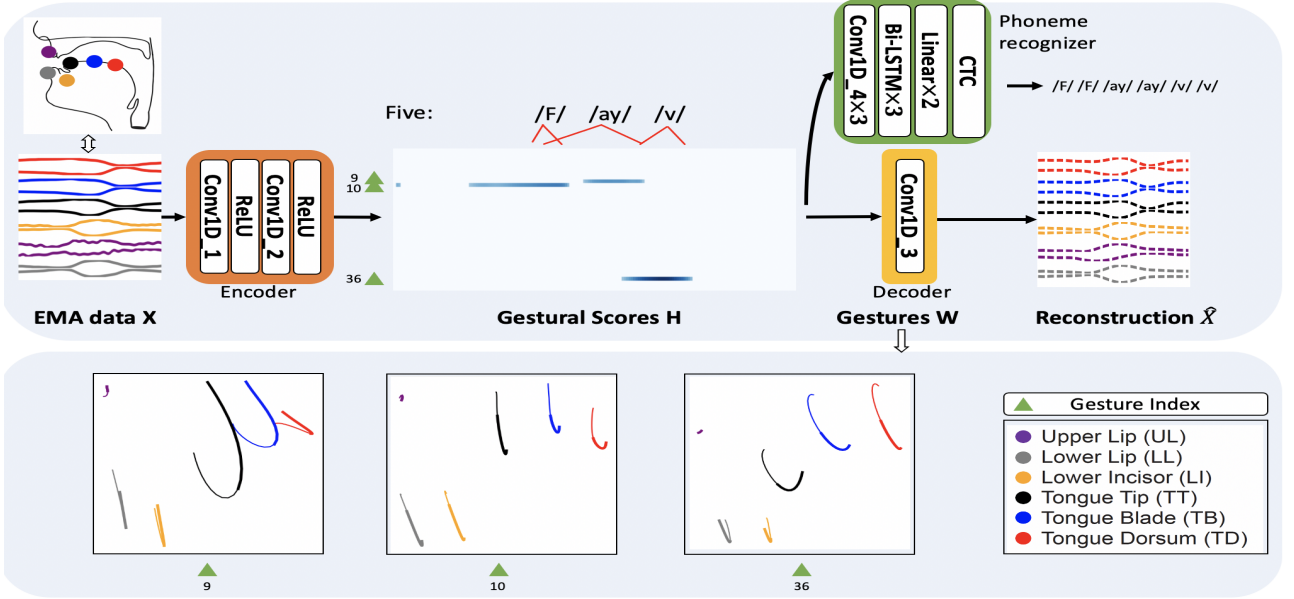 Phoneme
recognizer
Conv1D_4×3
Bi-LSTM×3
Linear×2
CTC
/F/ /F/ /ay/ /ay/ /v/ /v/
Five:
/F/ /ay/ /v/
Conv1D_1
ReLU
Conv1D_2
ReLU
9
10
36
Conv1D_3
Encoder
Decoder
EMA data X
Gestural Scores H
Gestures W
Reconstruction X̂
9
10
36
Gesture Index
Upper Lip (UL)
Lower Lip (LL)
Lower Incisor (LI)
Tongue Tip (TT)
Tongue Blade (TB)
Tongue Dorsum (TD)